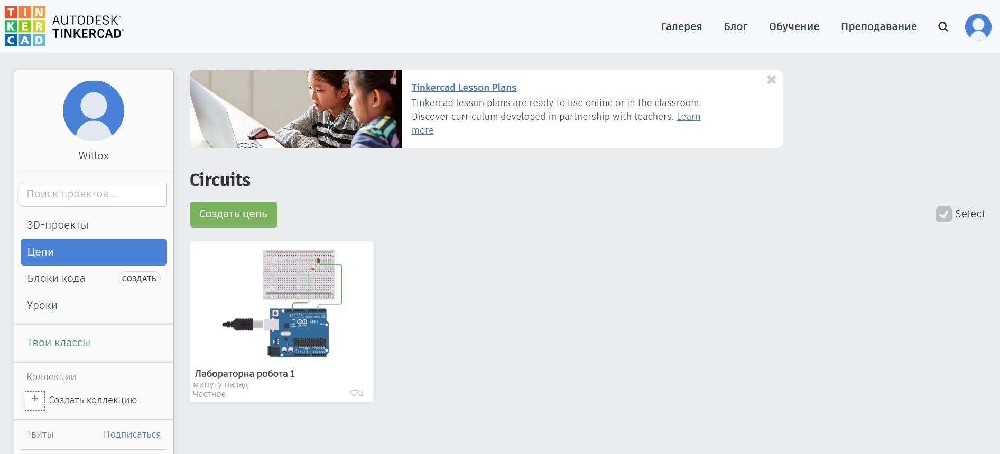 TIN
KER
CAD
AUTODESK®
TINKERCAD®
Галерея
Блог
Обучение
Преподавание
Willox
Поиск проектов...
3D-проекты
Цепи
Блоки кода
СОЗДАТЬ
Уроки
Твои классы
Коллекции
+ Создать коллекцию
Твиты
Подписаться
Tinkercad Lesson Plans
Tinkercad lesson plans are ready to use online or in the classroom.
Discover curriculum developed in partnership with teachers. Learn
more
Circuits
Создать цепь
Select
UNO
ARDUINO
Лабораторна робота 1
минуту назад
Частное
0